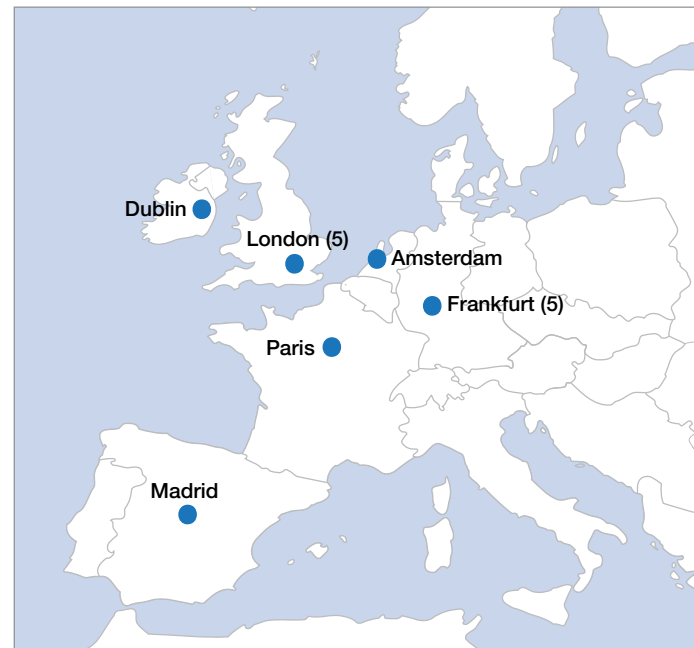 Dublin
London (5)
Amsterdam
Frankfurt (5)
Paris
Madrid